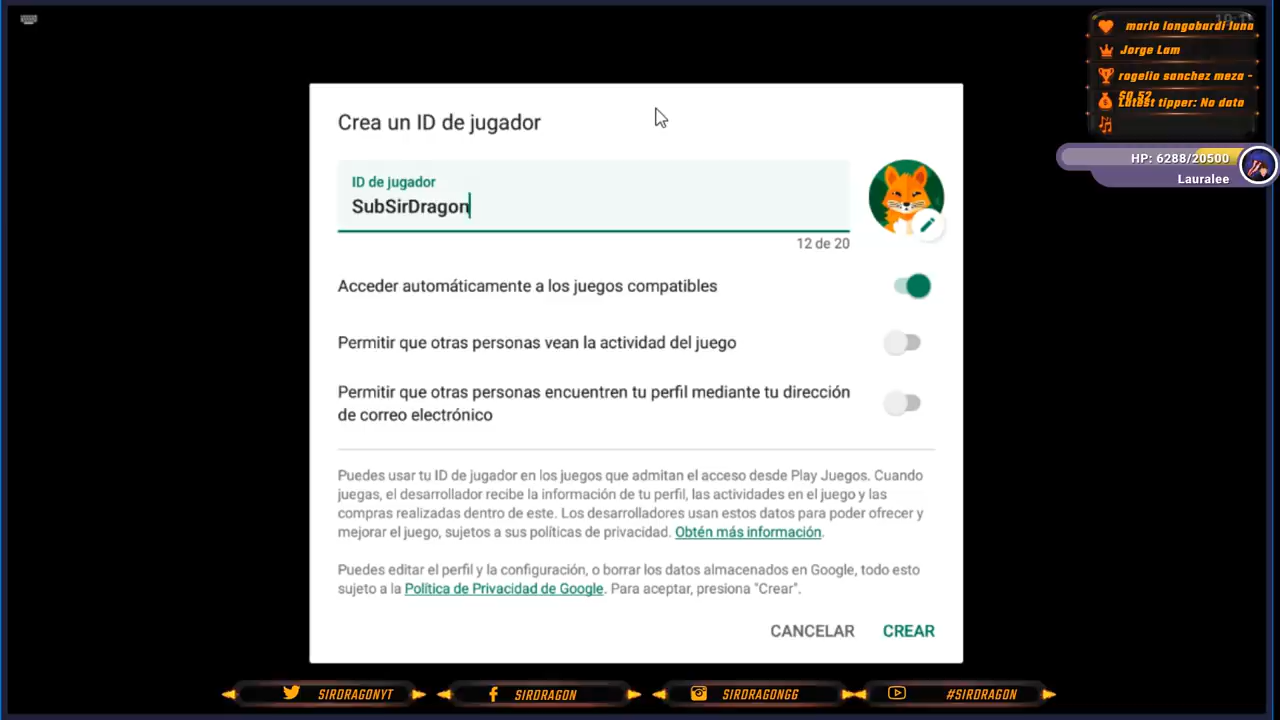 maria longobardi luna
Jorge Lam
rogelio sanchez meza -
$0.52
Latest tipper: No data
HP: 6288/20500
Lauralee
Crea un ID de jugador
ID de jugador
SubSirDragon
12 de 20
Acceder automáticamente a los juegos compatibles
Permitir que otras personas vean la actividad del juego
Permitir que otras personas encuentren tu perfil mediante tu dirección
de correo electrónico
Puedes usar tu ID de jugador en los juegos que admitan el acceso desde Play Juegos. Cuando
juegas, el desarrollador recibe la información de tu perfil, las actividades en el juego y las
compras realizadas dentro de este. Los desarrolladores usan estos datos para poder ofrecer y
mejorar el juego, sujetos a sus políticas de privacidad. Obtén más información.
Puedes editar el perfil y la configuración, o borrar los datos almacenados en Google, todo esto
sujeto a la Política de Privacidad de Google. Para aceptar, presiona "Crear".
CANCELAR CREAR
SIRDRAGONYT SIRDRAGON SIRDRAGONGG #SIRDRAGON